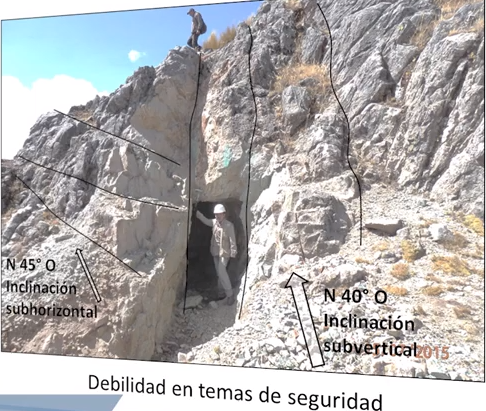 N 45° O
Inclinación
subhorizontal
N 40° O
Inclinación
subvertical 2015
Debilidad en temas de seguridad